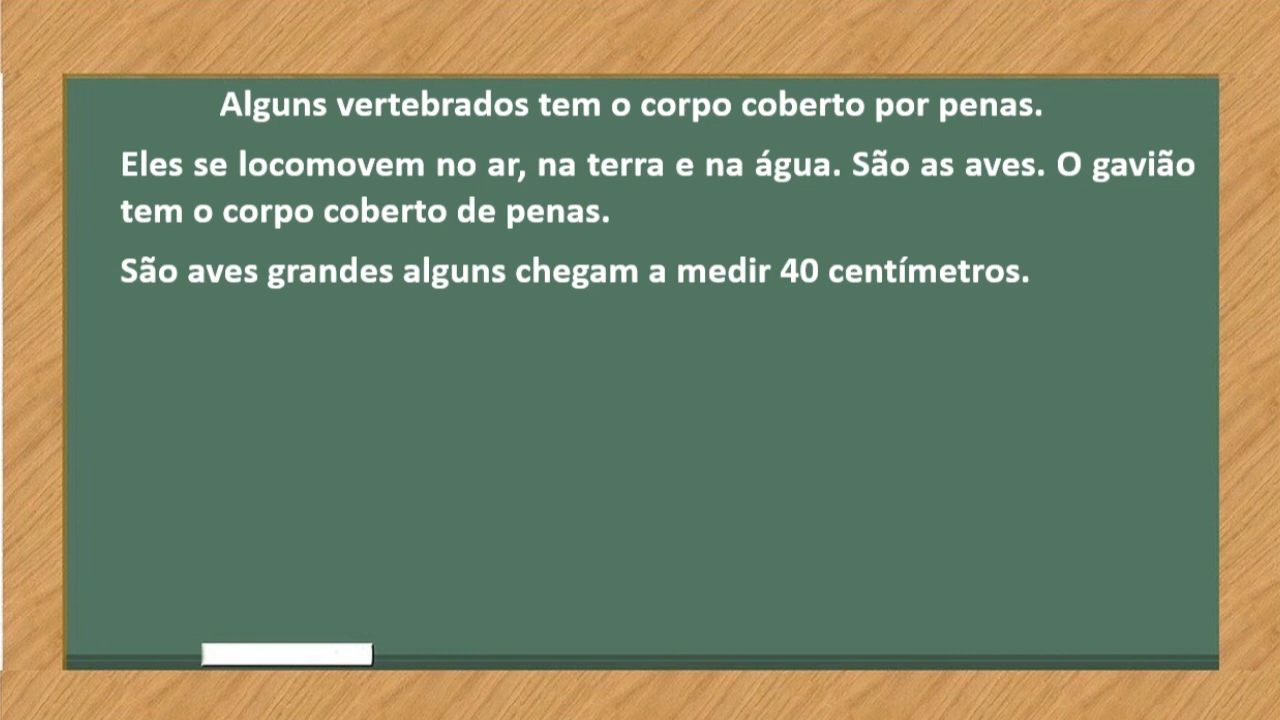 Alguns vertebrados tem o corpo coberto por penas.
Eles se locomovem no ar, na terra e na água. São as aves. O gavião
tem o corpo coberto de penas.
São aves grandes alguns chegam a medir 40 centímetros.